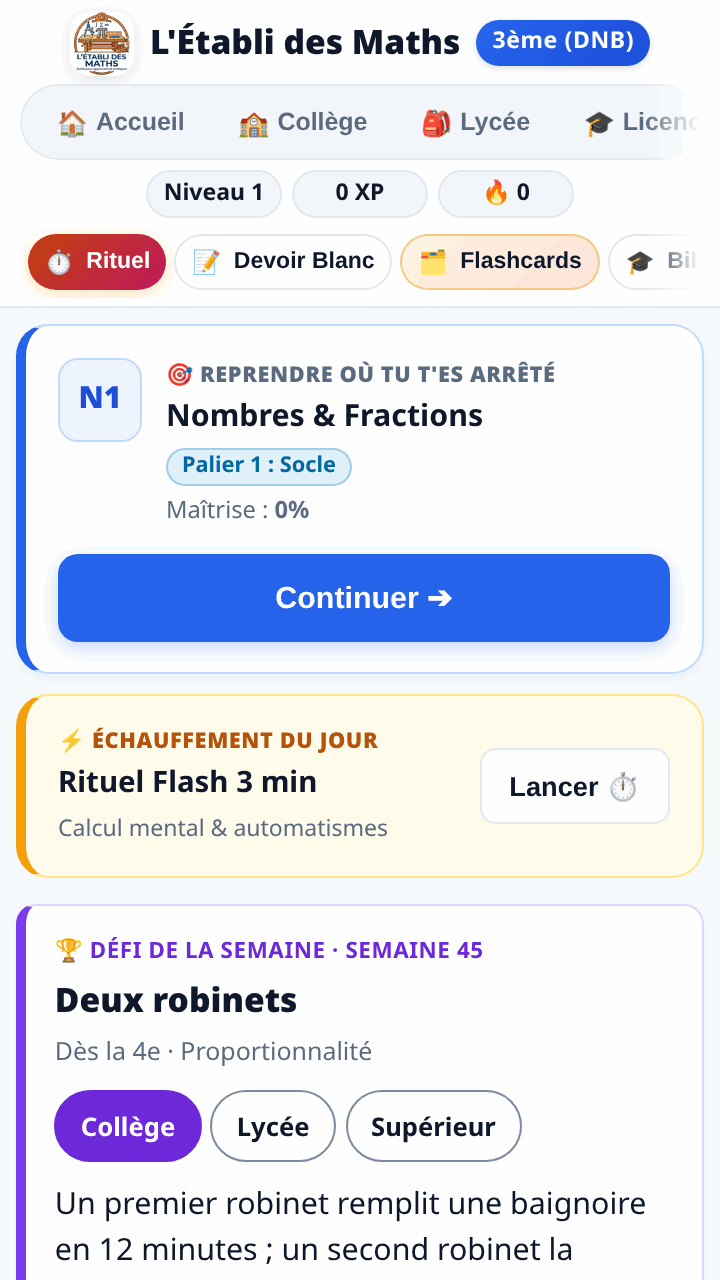 L'ÉTABLI DES
MATHS
L'Établi des Maths
3ème (DNB)
Accueil
Collège
Lycée
Licenc
Niveau 1
0 XP
0
Rituel
Devoir Blanc
Flashcards
Bil
N1
REPRENDRE OÙ TU T'ES ARRÊTÉ
Nombres & Fractions
Palier 1 : Socle
Maîtrise : 0%
Continuer ➔
ÉCHAUFFEMENT DU JOUR
Rituel Flash 3 min
Calcul mental & automatismes
Lancer
DÉFI DE LA SEMAINE · SEMAINE 45
Deux robinets
Dès la 4e · Proportionnalité
Collège
Lycée
Supérieur
Un premier robinet remplit une baignoire
en 12 minutes ; un second robinet la